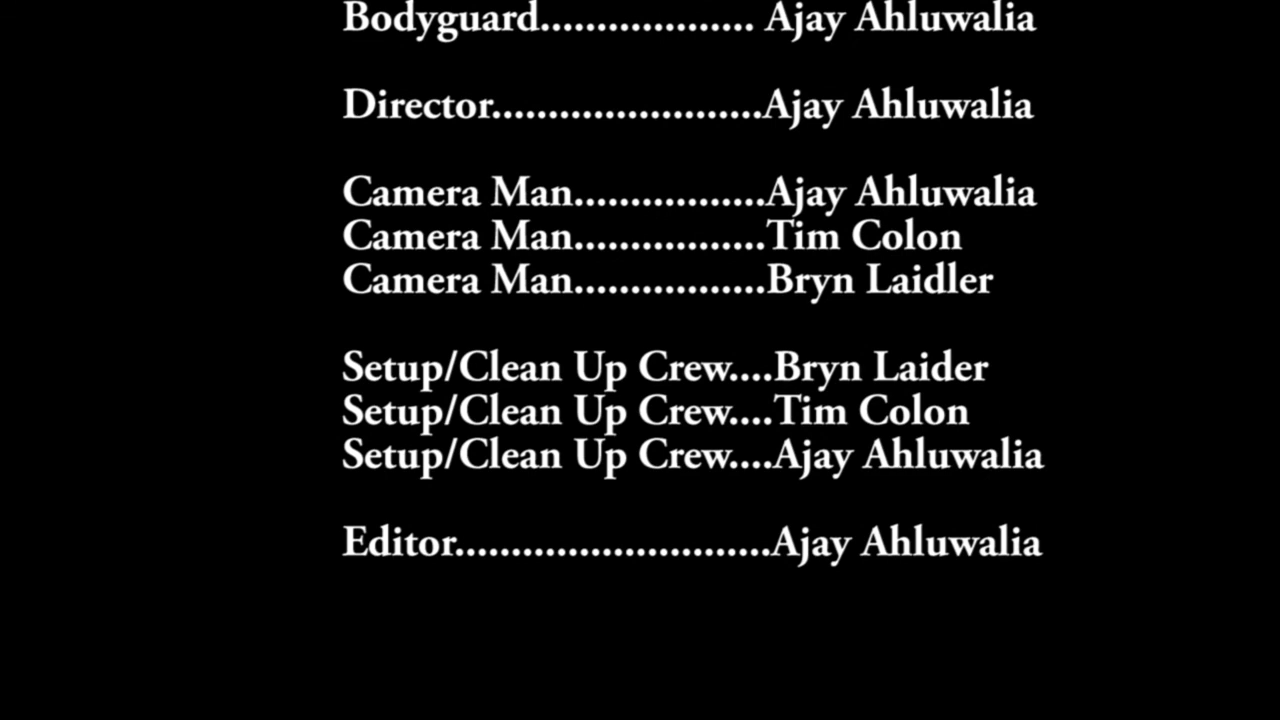 Bodyguard................... Ajay Ahluwalia
Director........................Ajay Ahluwalia
Camera Man.................Ajay Ahluwalia
Camera Man.................Tim Colon
Camera Man.................Bryn Laidler
Setup/Clean Up Crew....Bryn Laider
Setup/Clean Up Crew....Tim Colon
Setup/Clean Up Crew....Ajay Ahluwalia
Editor............................Ajay Ahluwalia